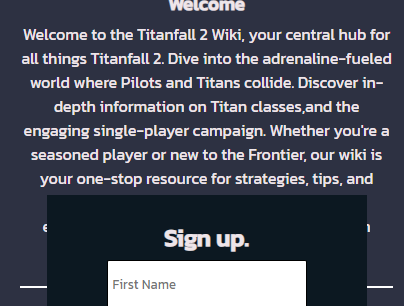 Welcome
Welcome to the Titanfall 2 Wiki, your central hub for
all things Titanfall 2. Dive into the adrenaline-fueled
world where Pilots and Titans collide. Discover in-
depth information on Titan classes,and the
engaging single-player campaign. Whether you're a
seasoned player or new to the Frontier, our wiki is
your one-stop resource for strategies, tips, and
Sign up.
First Name